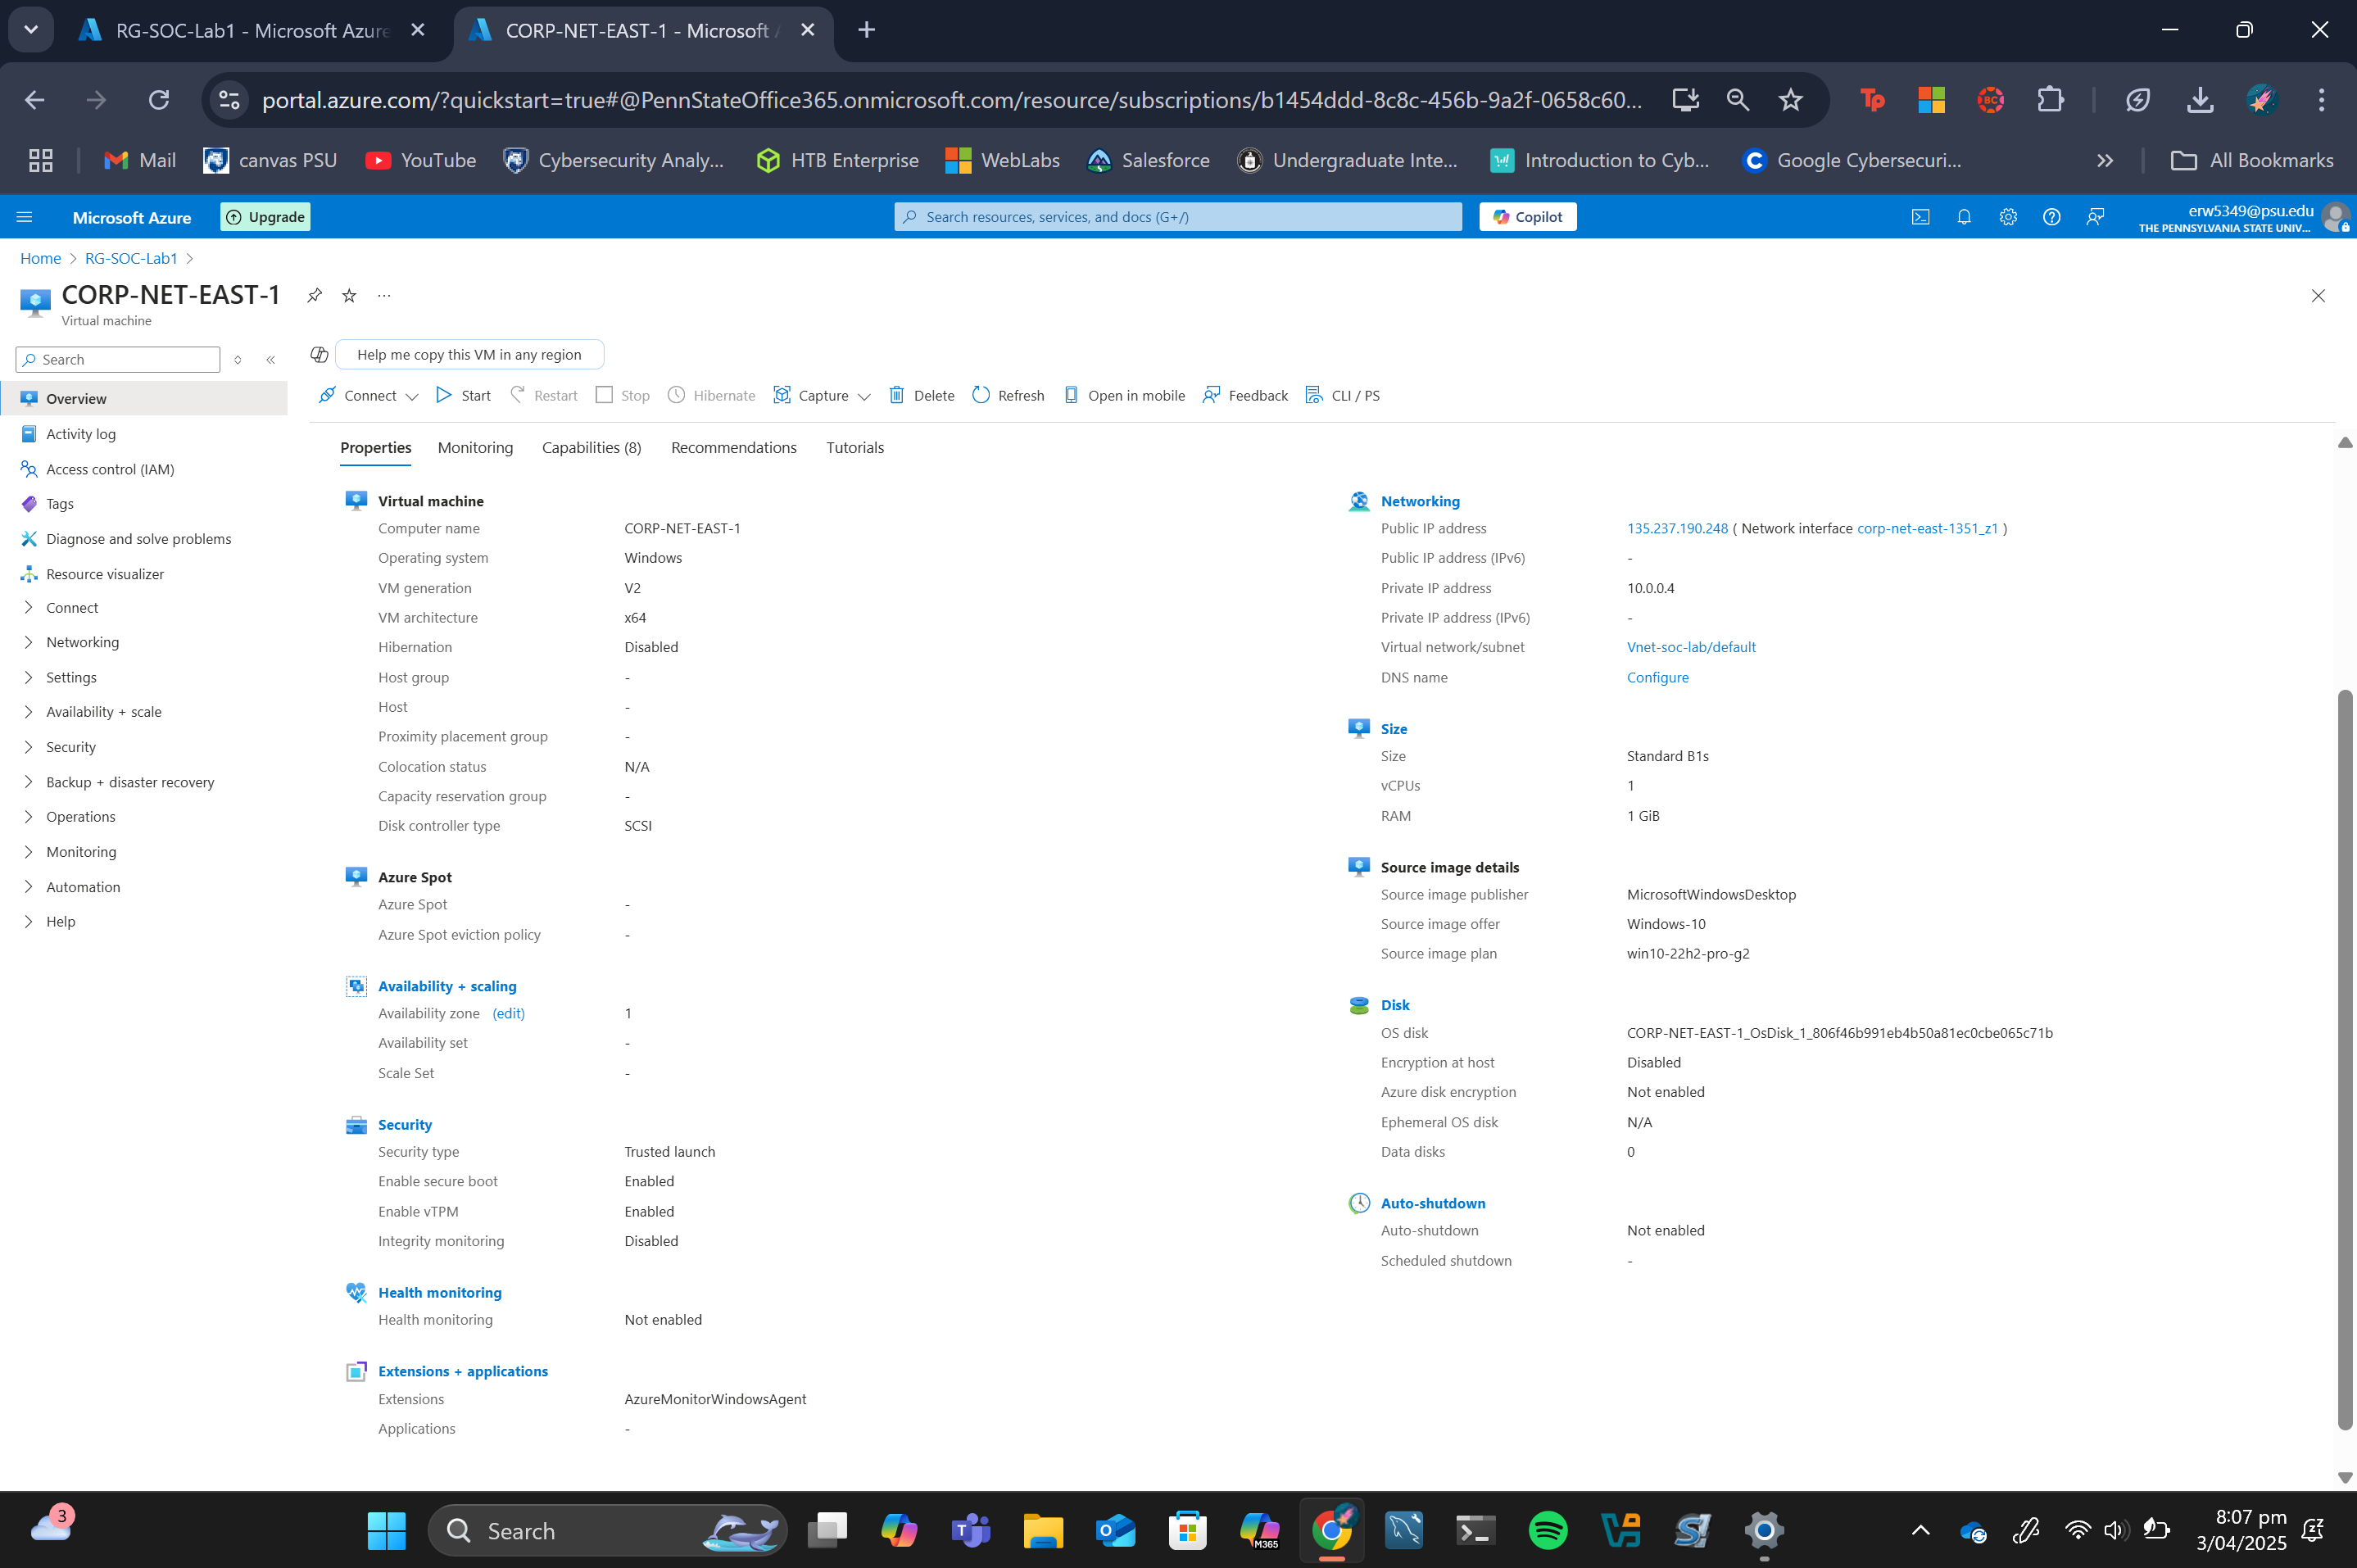 RG-SOC-Lab1 - Microsoft Azure
CORP-NET-EAST-1 - Microsoft
portal.azure.com/?quickstart=true#@PennStateOffice365.onmicrosoft.com/resource/subscriptions/b1454ddd-8c8c-456b-9a2f-0658c60...
Tp
BC
Mail
canvas PSU
YouTube
Cybersecurity Analy...
HTB Enterprise
WebLabs
Salesforce
Undergraduate Inte...
Introduction to Cyb...
Google Cybersecuri...
All Bookmarks
Microsoft Azure
Upgrade
Search resources, services, and docs (G+/)
Copilot
erw5349@psu.edu
THE PENNSYLVANIA STATE UNIV...
Home > RG-SOC-Lab1 >
CORP-NET-EAST-1
Virtual machine
Search
Help me copy this VM in any region
Connect
Start
Restart
Stop
Hibernate
Capture
Delete
Refresh
Open in mobile
Feedback
CLI / PS
Overview
Activity log
Access control (IAM)
Tags
Diagnose and solve problems
Resource visualizer
Connect
Networking
Settings
Availability + scale
Security
Backup + disaster recovery
Operations
Monitoring
Automation
Help
Properties
Monitoring
Capabilities (8)
Recommendations
Tutorials
Virtual machine
Computer name CORP-NET-EAST-1
Operating system Windows
VM generation V2
VM architecture x64
Hibernation Disabled
Host group -
Host -
Proximity placement group -
Colocation status N/A
Capacity reservation group -
Disk controller type SCSI
Azure Spot
Azure Spot -
Azure Spot eviction policy -
Availability + scaling
Availability zone (edit) 1
Availability set -
Scale Set -
Security
Security type Trusted launch
Enable secure boot Enabled
Enable vTPM Enabled
Integrity monitoring Disabled
Health monitoring
Health monitoring Not enabled
Extensions + applications
Extensions AzureMonitorWindowsAgent
Applications -
Networking
Public IP address 135.237.190.248 ( Network interface corp-net-east-1351_z1 )
Public IP address (IPv6) -
Private IP address 10.0.0.4
Private IP address (IPv6) -
Virtual network/subnet Vnet-soc-lab/default
DNS name Configure
Size
Size Standard B1s
vCPUs 1
RAM 1 GiB
Source image details
Source image publisher MicrosoftWindowsDesktop
Source image offer Windows-10
Source image plan win10-22h2-pro-g2
Disk
OS disk CORP-NET-EAST-1_OsDisk_1_806f46b991eb4b50a81ec0cbe065c71b
Encryption at host Disabled
Azure disk encryption Not enabled
Ephemeral OS disk N/A
Data disks 0
Auto-shutdown
Auto-shutdown Not enabled
Scheduled shutdown -
3
Search
M365
8:07 pm
3/04/2025